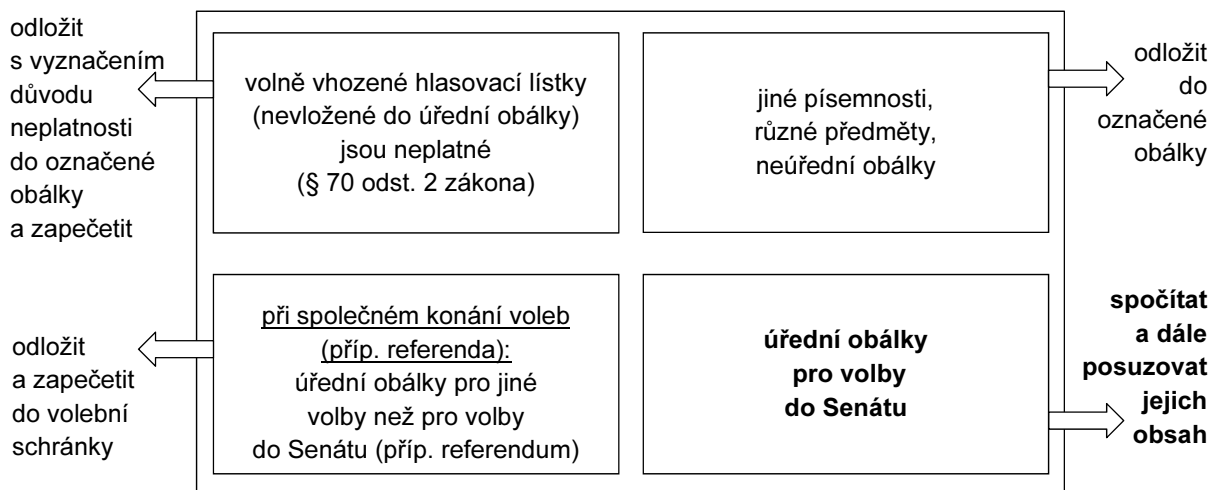 odložit
s vyznačením
důvodu
neplatnosti
do označené
obálky
a zapečetit
volně vhozené hlasovací lístky
(nevložené do úřední obálky)
jsou neplatné
(§ 70 odst. 2 zákona)
jiné písemnosti,
různé předměty,
neúřední obálky
odložit
do
označené
obálky
odložit
a zapečetit
do volební
schránky
při společném konání voleb
(příp. referenda):
úřední obálky pro jiné
volby než pro volby
do Senátu (příp. referendum)
úřední obálky
pro volby
do Senátu
spočítat
a dále
posuzovat
jejich
obsah